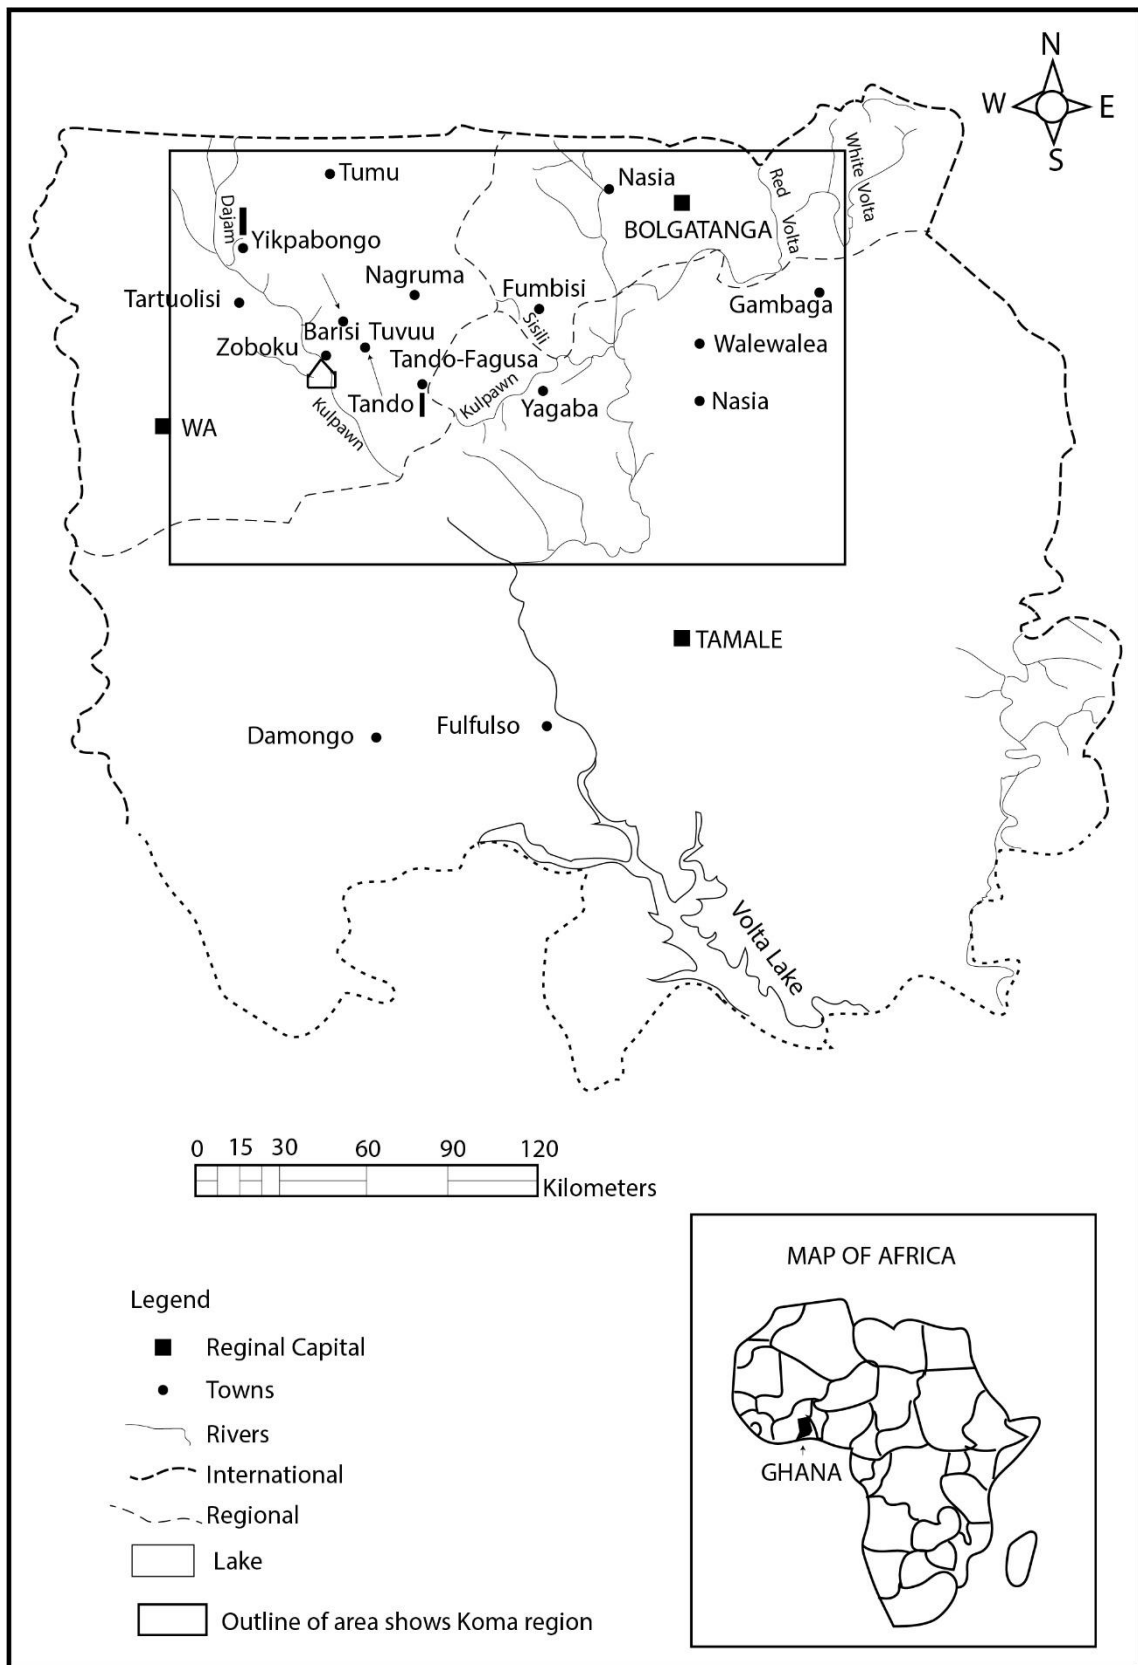 N
W
E
S
Tumu
Nasia
Red Volta
White Volta
Dajam
BOLGATANGA
Yikpabongo
Nagruma
Fumbisi
Tartuolisi
Gambaga
Sisili
Barisi
Tuvuu
Zoboku
Walewalea
Tando-Fagusa
Tando
Kulpawn
Yagaba
Nasia
Kulpawn
WA
TAMALE
Damongo
Fulfulso
Volta Lake
0 15 30 60 90 120
Kilometers
MAP OF AFRICA
GHANA
Legend
Reginal Capital
Towns
Rivers
International
Regional
Lake
Outline of area shows Koma region